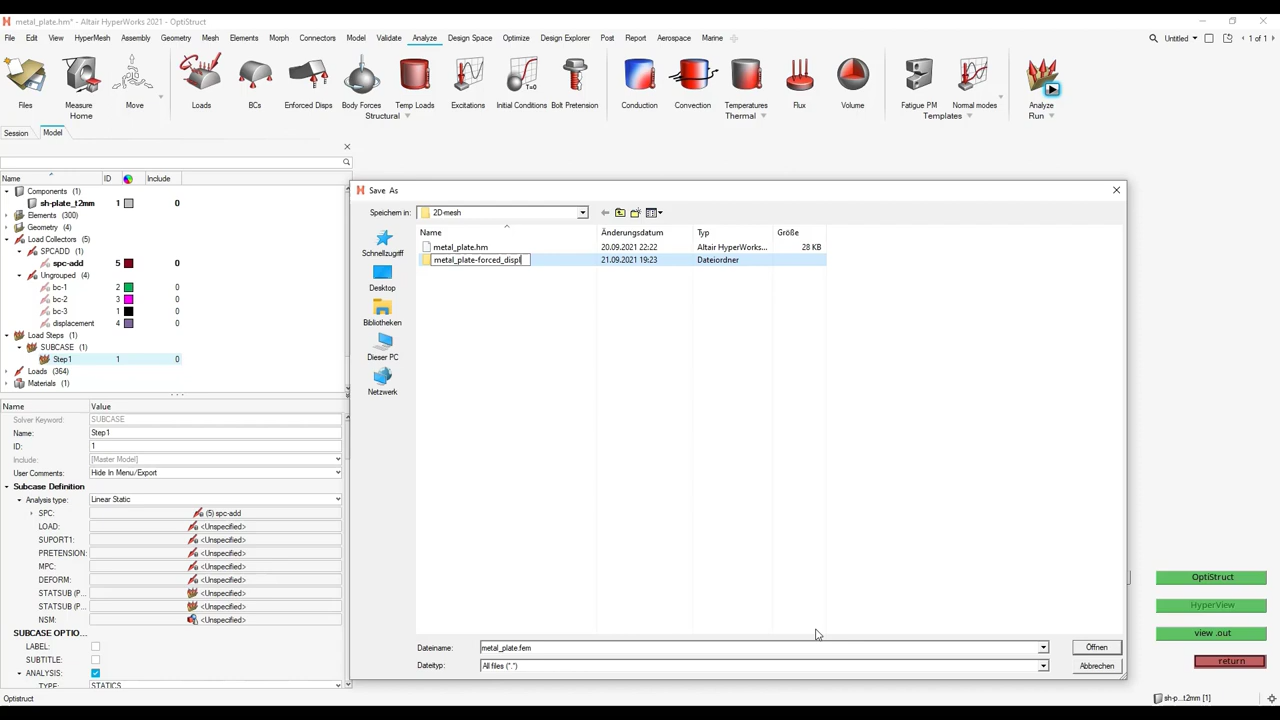 metal_plate.hm* - Altair HyperWorks 2021 - OptiStruct
File Edit View HyperMesh Assembly Geometry Mesh Elements Morph Connectors Model Validate Analyze Design Space Optimize Design Explorer Post Report Aerospace Marine Untitled 1 of 1
Files Measure Move Loads BCs Enforced Disps Body Forces Temp Loads Excitations Initial Conditions Bolt Pretension Conduction Convection Temperatures Flux Volume Fatigue PM Normal modes Analyze
Home Structural Thermal Templates Run
Session Model
Name ID Include
Components (1)
sh-plate_t2mm 1 0
Elements (300)
Geometry (4)
Load Collectors (5)
SPCADD (1)
spc-add 5 0
Ungrouped (4)
bc-1 2 0
bc-2 3 0
bc-3 1 0
displacement 4 0
Load Steps (1)
SUBCASE (1)
Step1 1 0
Loads (364)
Materials (1)
Name Value
Solver Keyword: SUBCASE
Name: Step1
ID: 1
Include: [Master Model]
User Comments: Hide In Menu/Export
Subcase Definition
Analysis type: Linear Static
SPC: (5) spc-add
LOAD: <Unspecified>
SUPORT1: <Unspecified>
PRETENSION: <Unspecified>
MPC: <Unspecified>
DEFORM: <Unspecified>
STATSUB (P... <Unspecified>
STATSUB (P... <Unspecified>
NSM: <Unspecified>
SUBCASE OPTIO...
LABEL:
SUBTITLE:
ANALYSIS:
TYPE: STATICS
Optistruct
Save As
Speichern in: 2D-mesh
Name Änderungsdatum Typ Größe
metal_plate.hm 20.09.2021 22:22 Altair HyperWorks... 28 KB
metal_plate-forced_displ 21.09.2021 19:23 Dateiordner
Schnellzugriff
Desktop
Bibliotheken
Dieser PC
Netzwerk
Dateiname: metal_plate.fem Öffnen
Dateityp: All files (*.*) Abbrechen
OptiStruct
HyperView
view .out
return
sh-p...t2mm [1]